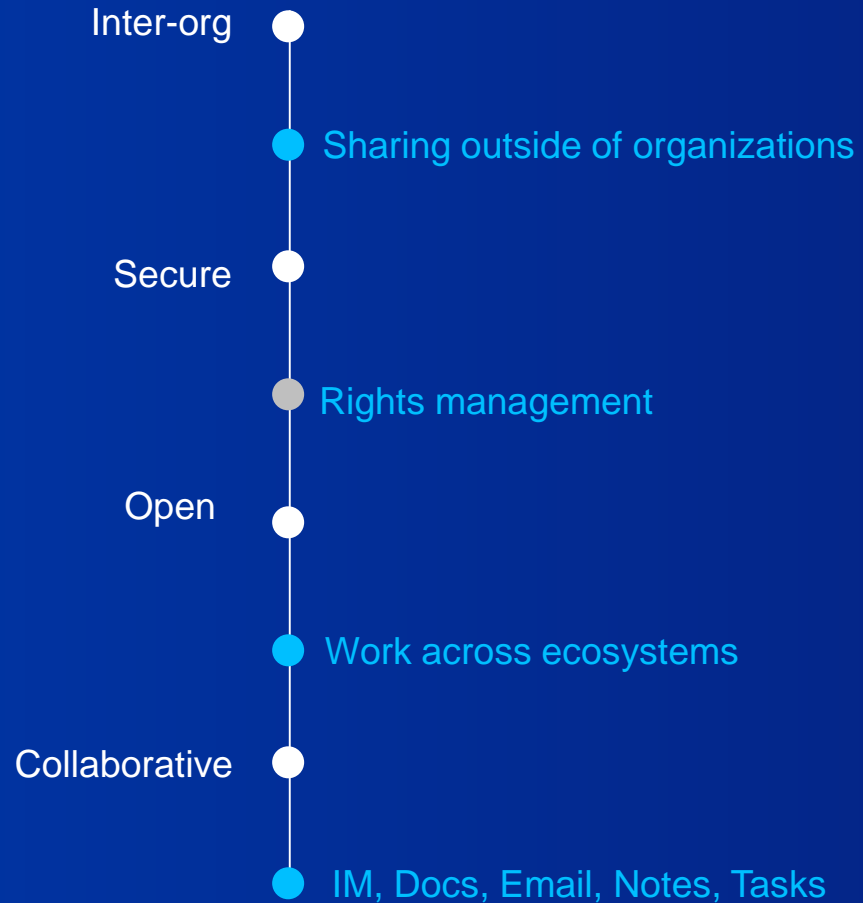 Inter-org
Sharing outside of organizations
Secure
Rights management
Open
Work across ecosystems
Collaborative
IM, Docs, Email, Notes, Tasks